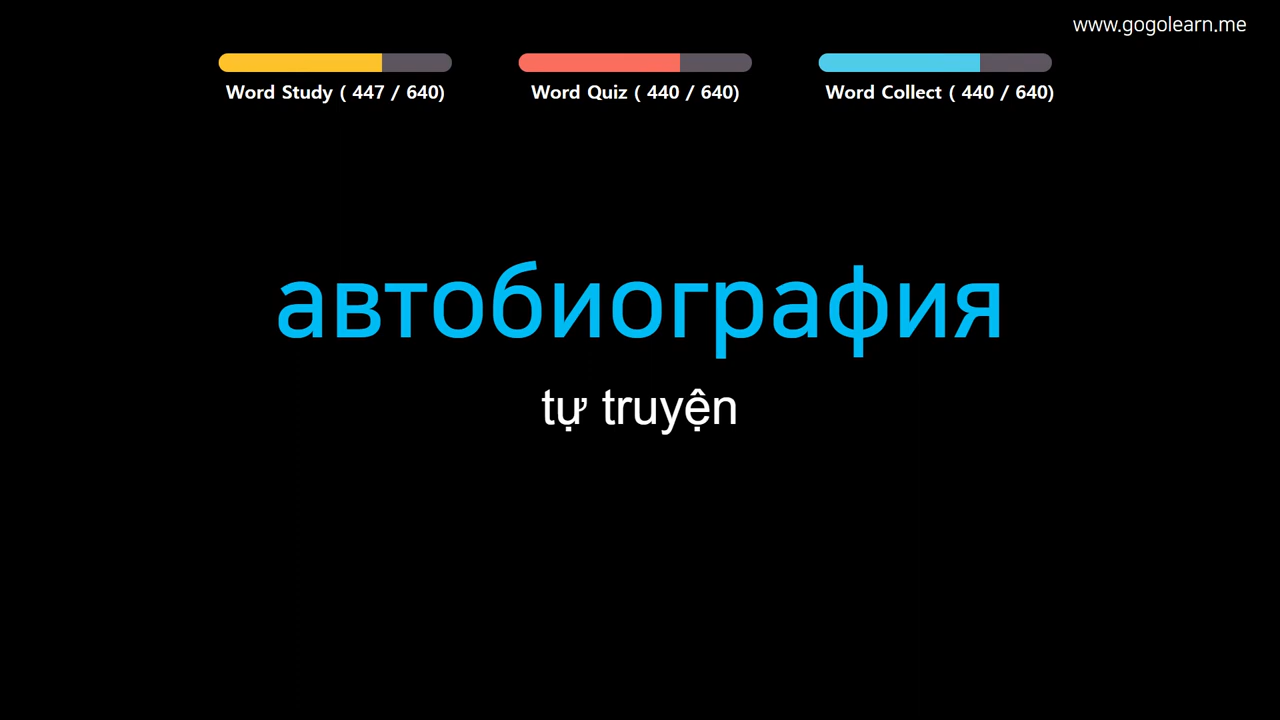 www.gogolearn.me
Word Study ( 447 / 640)
Word Quiz ( 440 / 640)
Word Collect ( 440 / 640)
автобиография
tự truyện